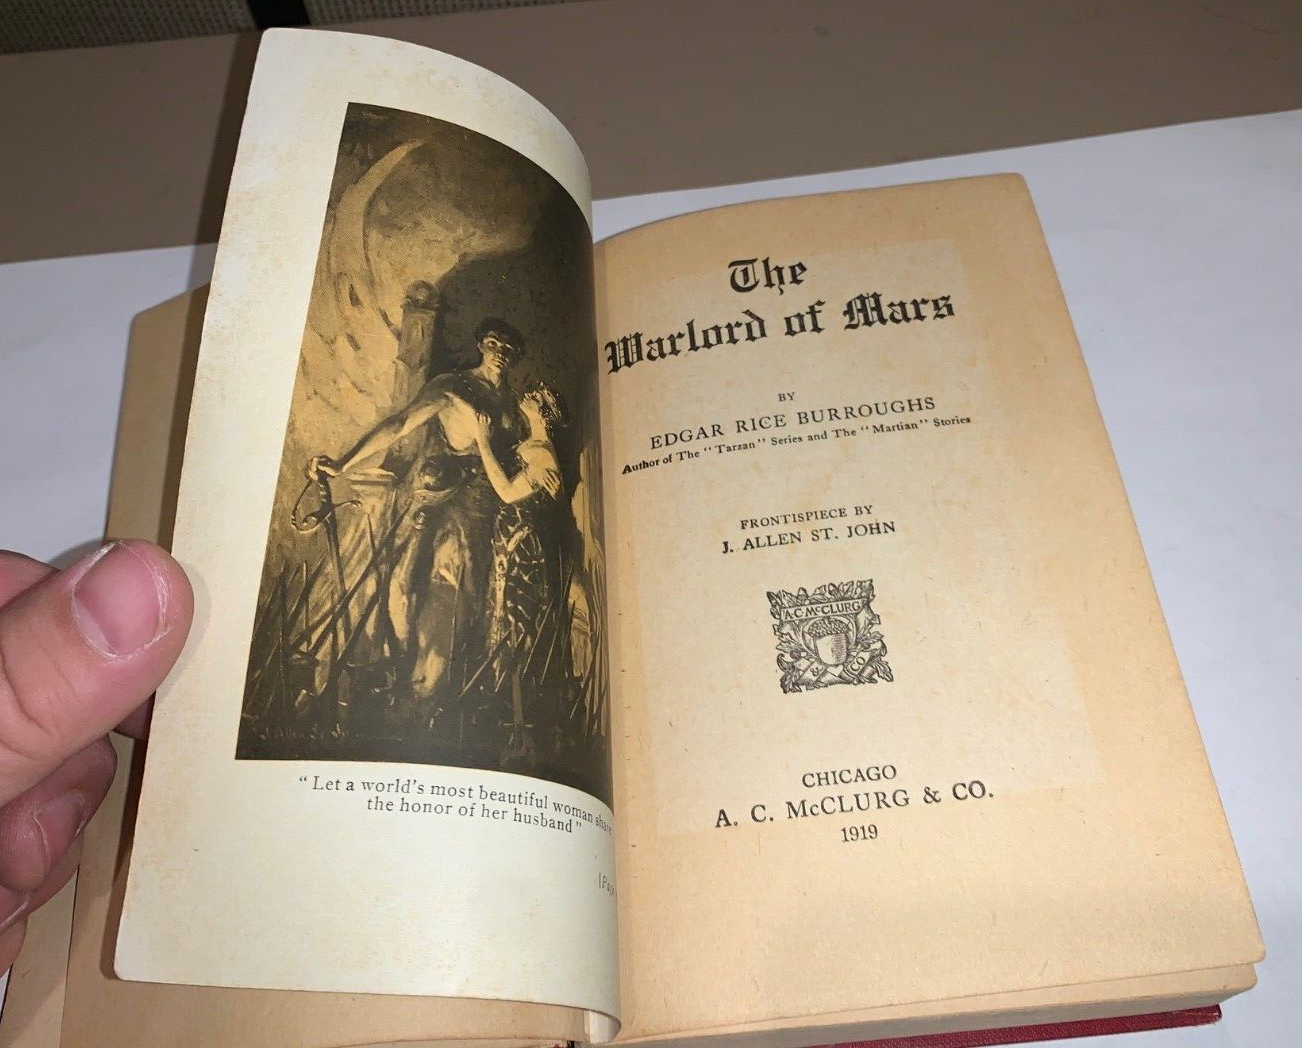 "Let a world's most beautiful woman share
the honor of her husband"
The
Warlord of Mars
BY
EDGAR RICE BURROUGHS
Author of The "Tarzan" Series and The "Martian" Stories
FRONTISPIECE BY
J. ALLEN ST. JOHN
A·C·McCLURG
& CO
CHICAGO
A. C. McCLURG & CO.
1919